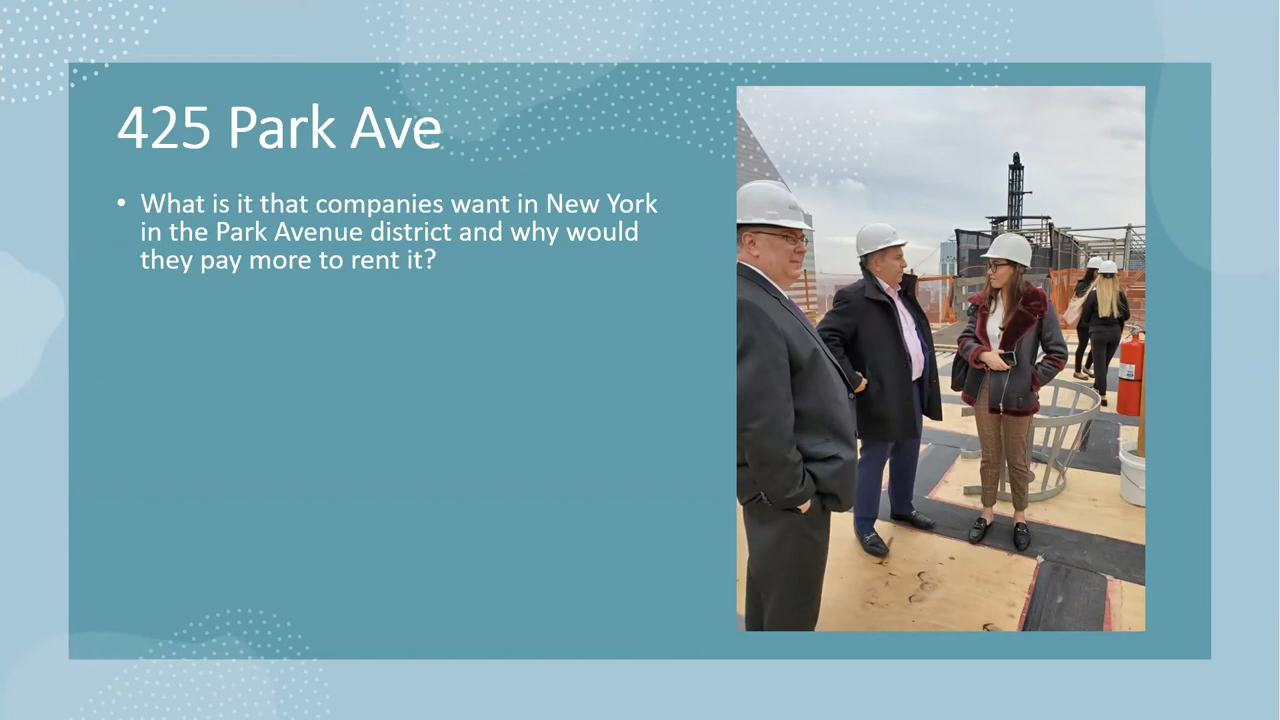 425 Park Ave
• What is it that companies want in New York
in the Park Avenue district and why would
they pay more to rent it?